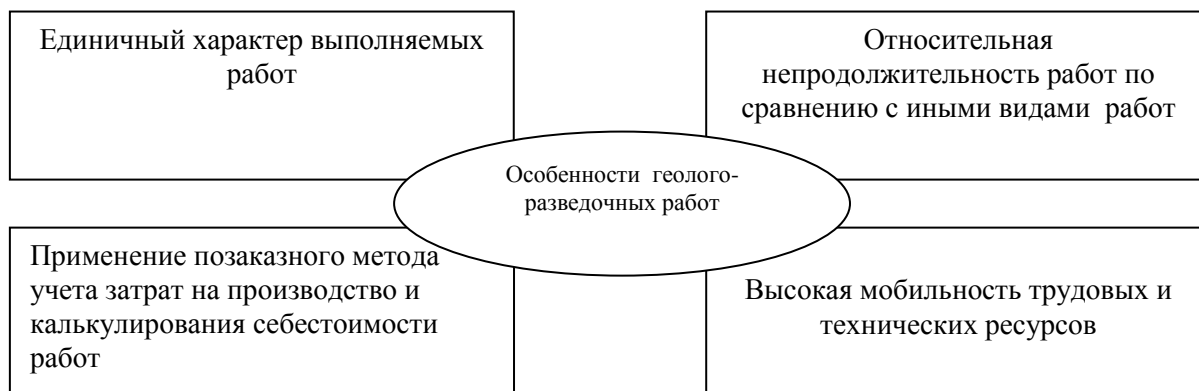 Единичный характер выполняемых
работ
Относительная
непродолжительность работ по
сравнению с иными видами работ
Особенности геолого-
разведочных работ
Применение позаказного метода
учета затрат на производство и
калькулирования себестоимости
работ
Высокая мобильность трудовых и
технических ресурсов